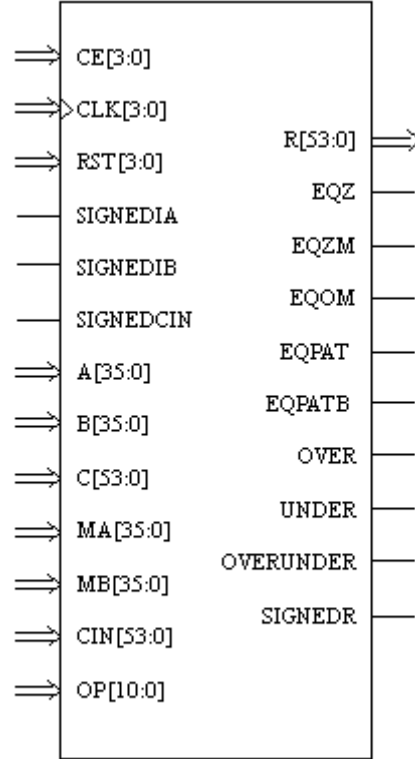 CE[3:0]
CLK[3:0]
RST[3:0]
SIGNEDIA
SIGNEDIB
SIGNEDCIN
A[35:0]
B[35:0]
C[53:0]
MA[35:0]
MB[35:0]
CIN[53:0]
OP[10:0]
R[53:0]
EQZ
EQZM
EQOM
EQPAT
EQPATB
OVER
UNDER
OVERUNDER
SIGNEDR